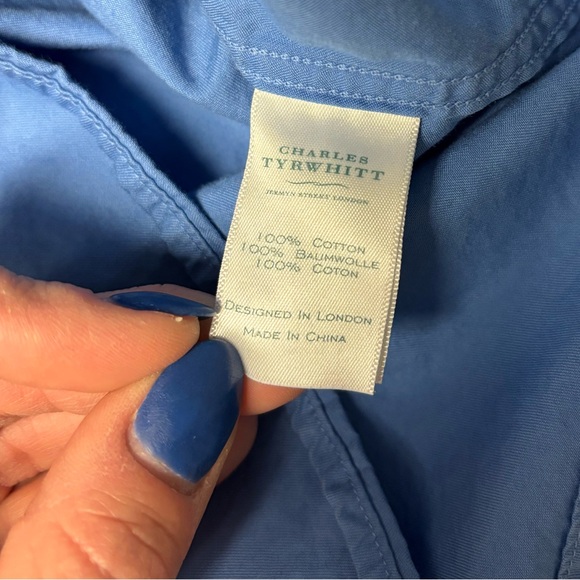 CHARLES
TYRWHITT
JERMYN STREET LONDON
100% COTTON
100% BAUMWOLLE
100% COTON
DESIGNED IN LONDON
MADE IN CHINA